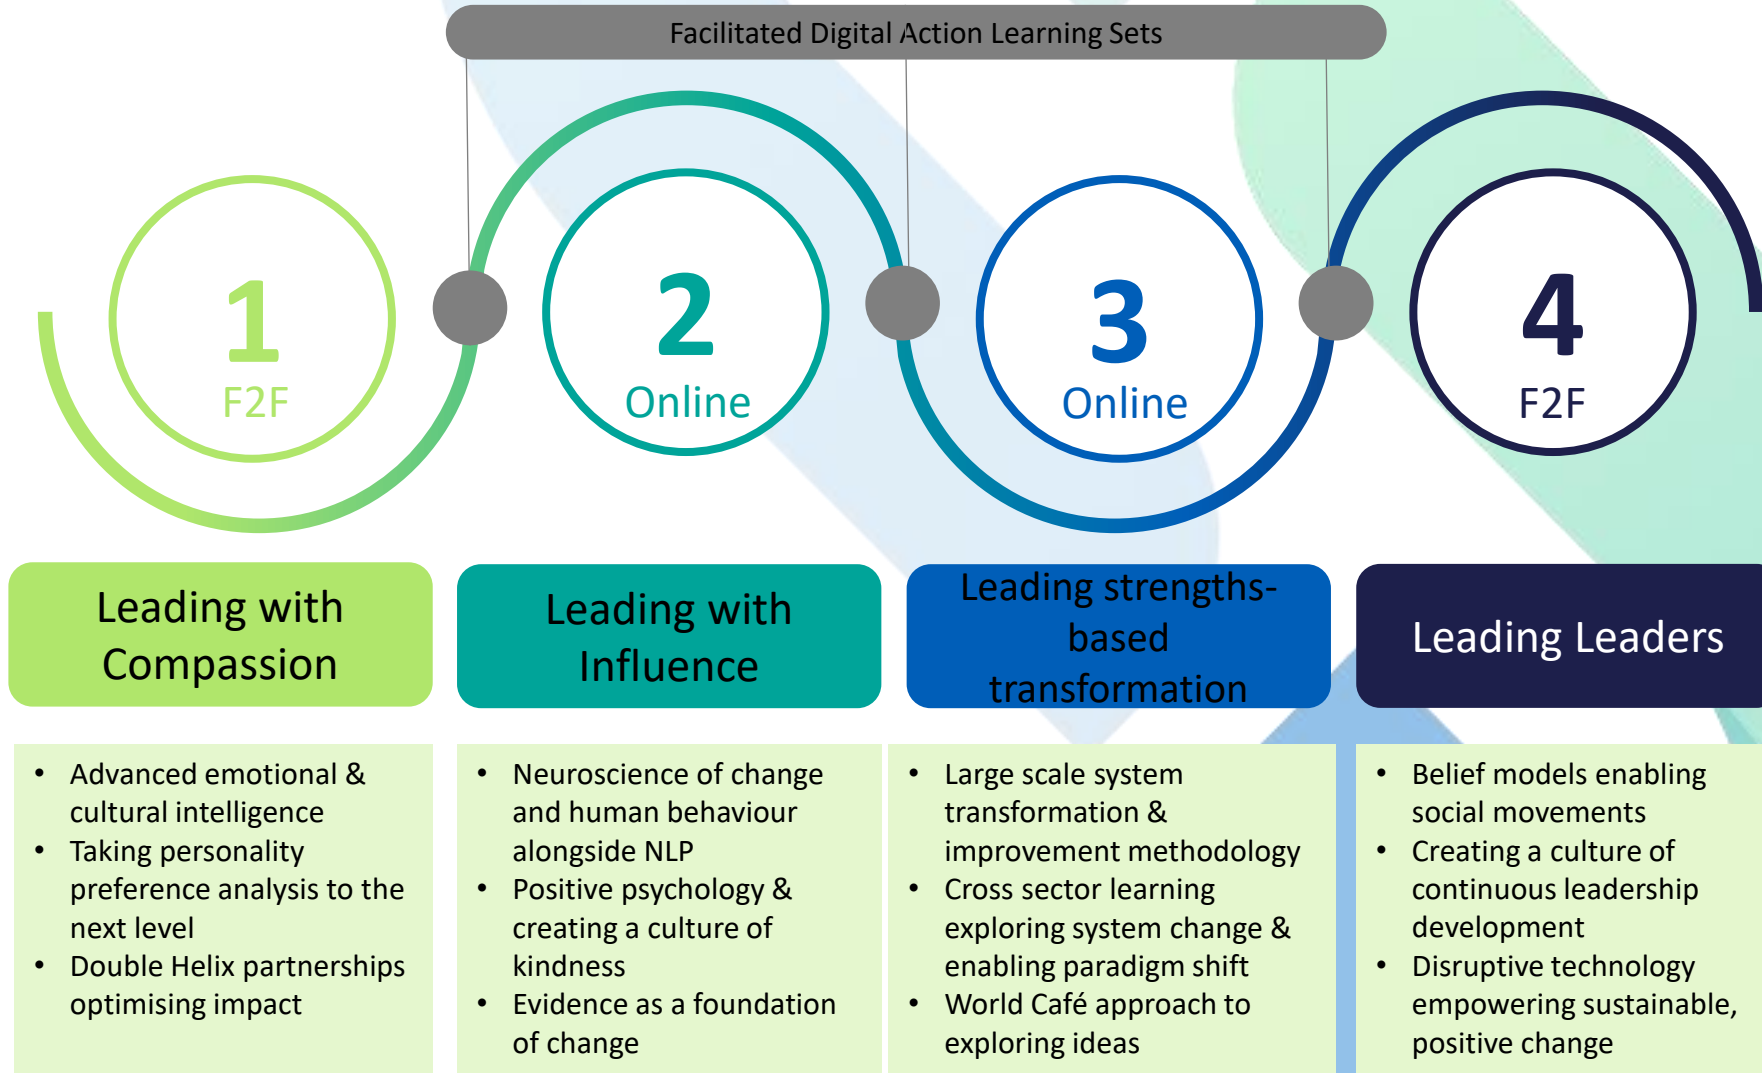 Facilitated Digital Action Learning Sets
1
F2F
2
Online
3
Online
4
F2F
Leading with
Compassion
Leading with
Influence
Leading strengths-
based
transformation
Leading Leaders
• Advanced emotional &
cultural intelligence
• Taking personality
preference analysis to the
next level
• Double Helix partnerships
optimising impact
• Neuroscience of change
and human behaviour
alongside NLP
• Positive psychology &
creating a culture of
kindness
• Evidence as a foundation
of change
• Large scale system
transformation &
improvement methodology
• Cross sector learning
exploring system change &
enabling paradigm shift
• World Café approach to
exploring ideas
• Belief models enabling
social movements
• Creating a culture of
continuous leadership
development
• Disruptive technology
empowering sustainable,
positive change